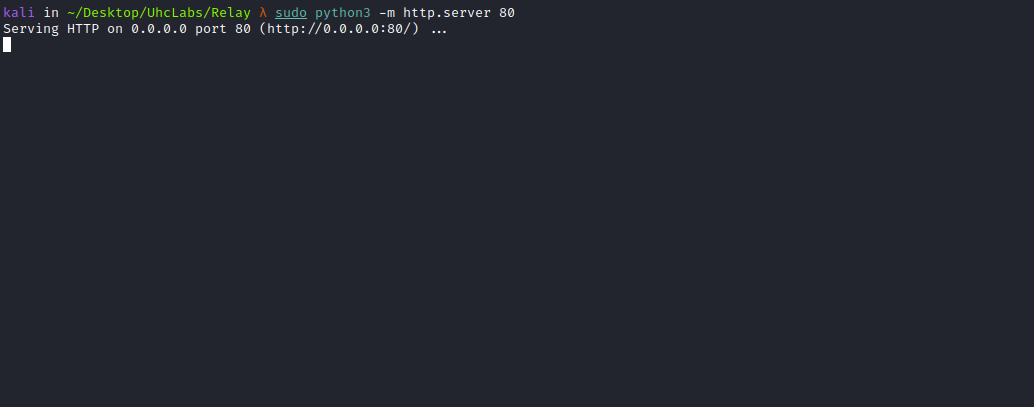 kali in ~/Desktop/UhcLabs/Relay λ sudo python3 -m http.server 80
Serving HTTP on 0.0.0.0 port 80 (http://0.0.0.0:80/) ...